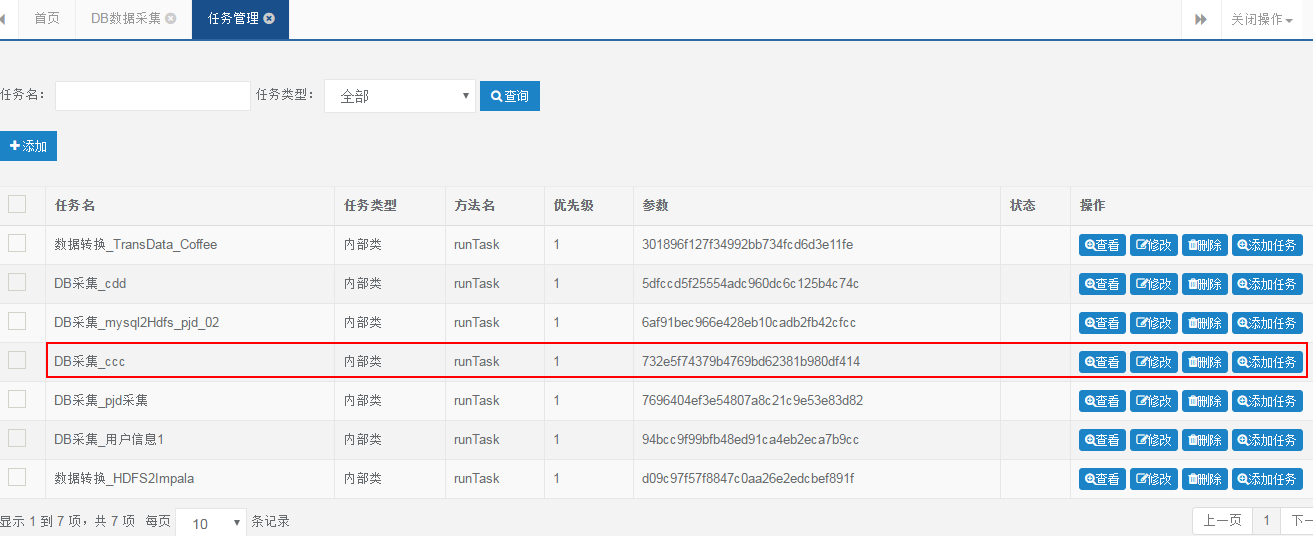 首页 DB数据采集 任务管理 关闭操作
任务名： 任务类型： 全部 查询
添加
任务名 任务类型 方法名 优先级 参数 状态 操作
数据转换_TransData_Coffee 内部类 runTask 1 301896f127f34992bb734fcd6d3e11fe 查看 修改 删除 添加任务
DB采集_cdd 内部类 runTask 1 5dfccd5f25554adc960dc6c125b4c74c 查看 修改 删除 添加任务
DB采集_mysql2Hdfs_pjd_02 内部类 runTask 1 6af91bec966e428eb10cadb2fb42cfcc 查看 修改 删除 添加任务
DB采集_ccc 内部类 runTask 1 732e5f74379b4769bd62381b980df414 查看 修改 删除 添加任务
DB采集_pjd采集 内部类 runTask 1 7696404ef3e54807a8c21c9e53e83d82 查看 修改 删除 添加任务
DB采集_用户信息1 内部类 runTask 1 94bcc9f99bfb48ed91ca4eb2eca7b9cc 查看 修改 删除 添加任务
数据转换_HDFS2Impala 内部类 runTask 1 d09c97f57f8847c0aa26e2edcbef891f 查看 修改 删除 添加任务
显示 1 到 7 项，共 7 项 每页 10 条记录 上一页 1 下一